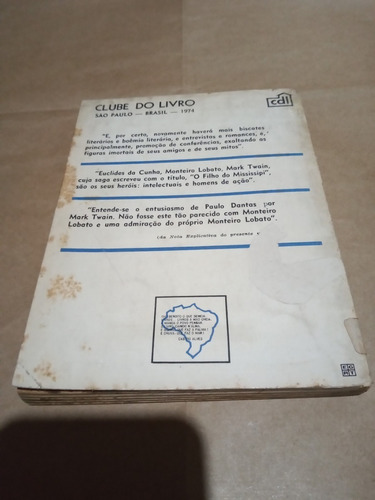 CLUBE DO LIVRO
SAO PAULO — BRASIL — 1974
cdl
"E, por certo, novamente haverá mais biscates
literários e boêmia literária, e entrevistas e romances, e,
principalmente, promoção de conferências, exaltando as
figuras imortais de seus amigos e de seus mitos".
"Euclides da Cunha, Monteiro Lobato, Mark Twain,
cuja saga escreveu com o título, "O Filho do Mississipi",
são os seus heróis: intelectuais e homens de ação".
"Entende-se o entusiasmo de Paulo Dantas por
Mark Twain. Não fosse este tão parecido com Monteiro
Lobato e uma admiração do próprio Monteiro Lobato".
(da Nota Explicativa do presente v
CASTRO ALVES